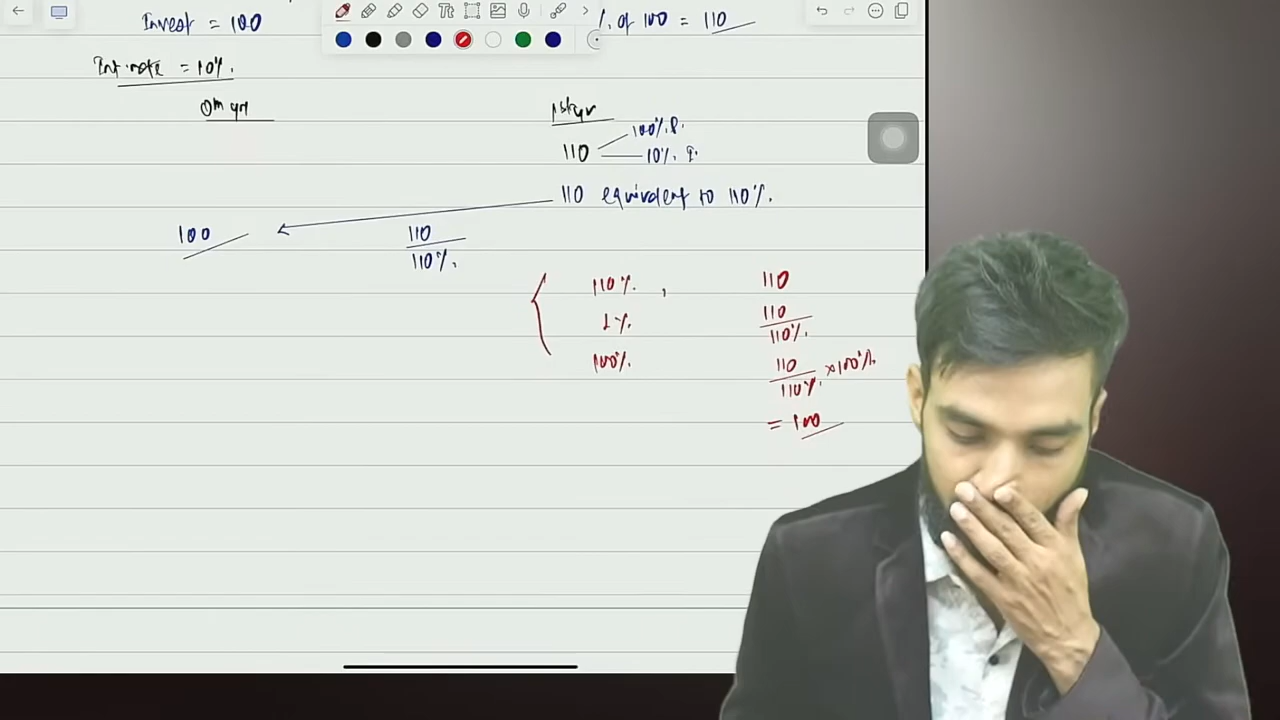 Invest = 100
% of 100 = 110
Int. rate = 10%.
0th yr
1st yr
110
100% P.
10% I.
110 equivalent to 110%.
100
110
110%.
110%. , 110
1%. 110
110%.
100%. 110
110%. ×100%.
= 100